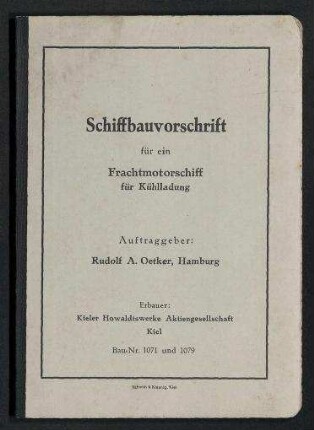 Schiffbauvorschrift
für ein
Frachtmotorschiff
für Kühlladung
Auftraggeber:
Rudolf A. Oetker, Hamburg
Erbauer:
Kieler Howaldtswerke Aktiengesellschaft
Kiel
Bau-Nr. 1071 und 1079